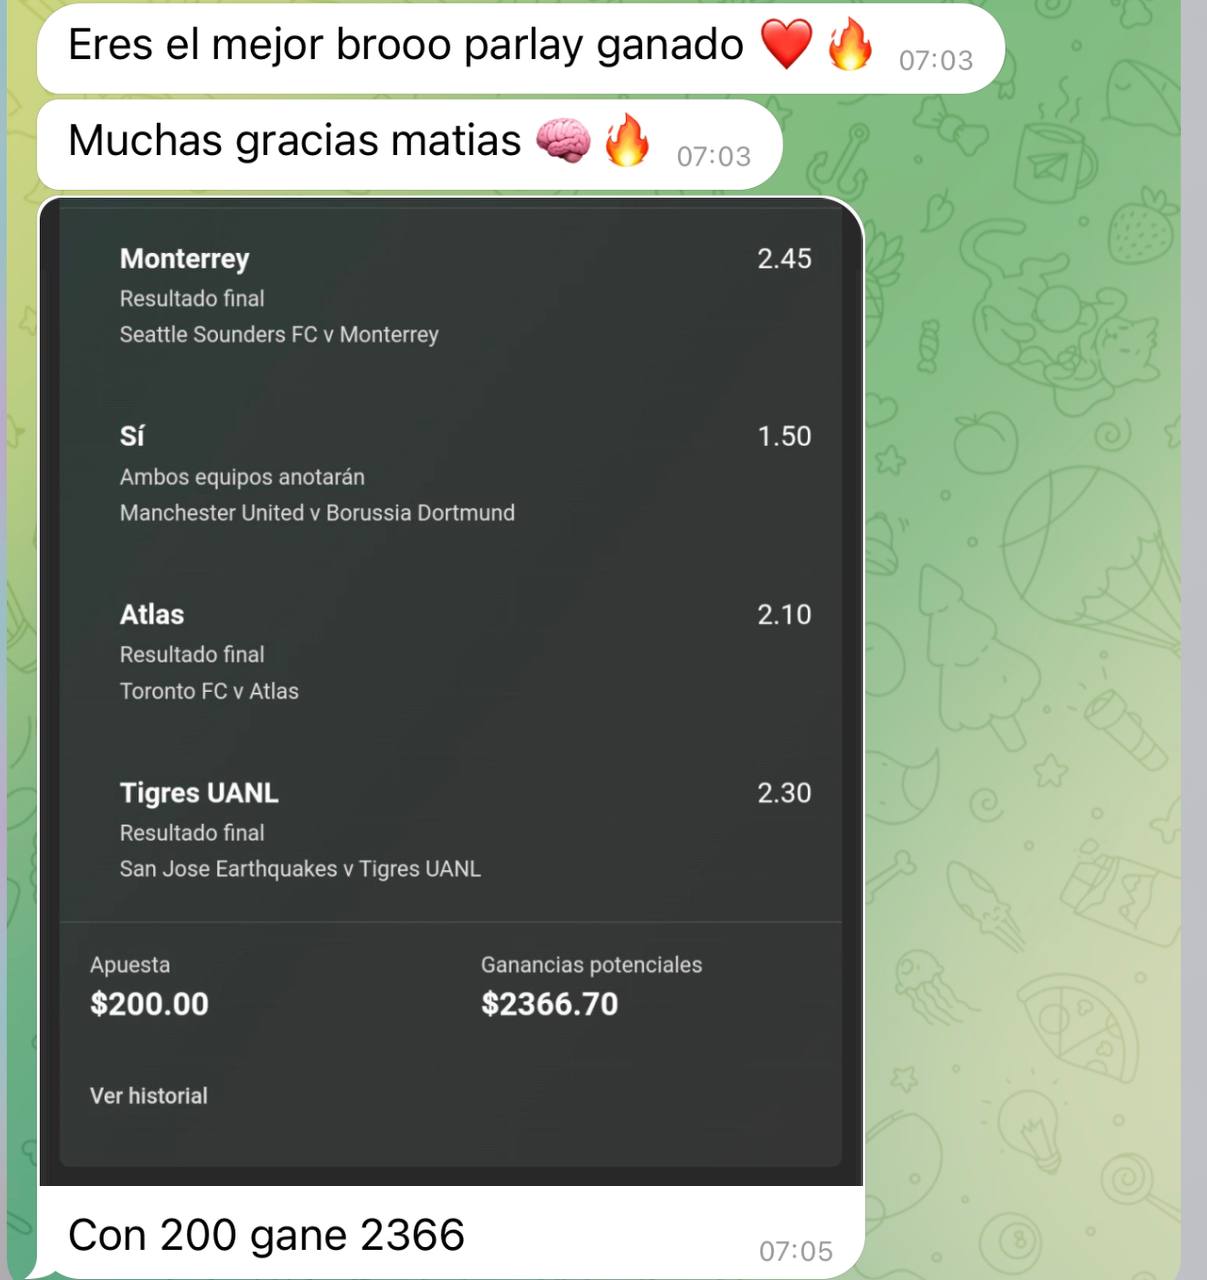 Eres el mejor brooo parlay ganado ❤️🔥 07:03
Muchas gracias matias 🧠🔥 07:03
Monterrey 2.45
Resultado final
Seattle Sounders FC v Monterrey
Sí 1.50
Ambos equipos anotarán
Manchester United v Borussia Dortmund
Atlas 2.10
Resultado final
Toronto FC v Atlas
Tigres UANL 2.30
Resultado final
San Jose Earthquakes v Tigres UANL
Apuesta Ganancias potenciales
$200.00 $2366.70
Ver historial
Con 200 gane 2366 07:05